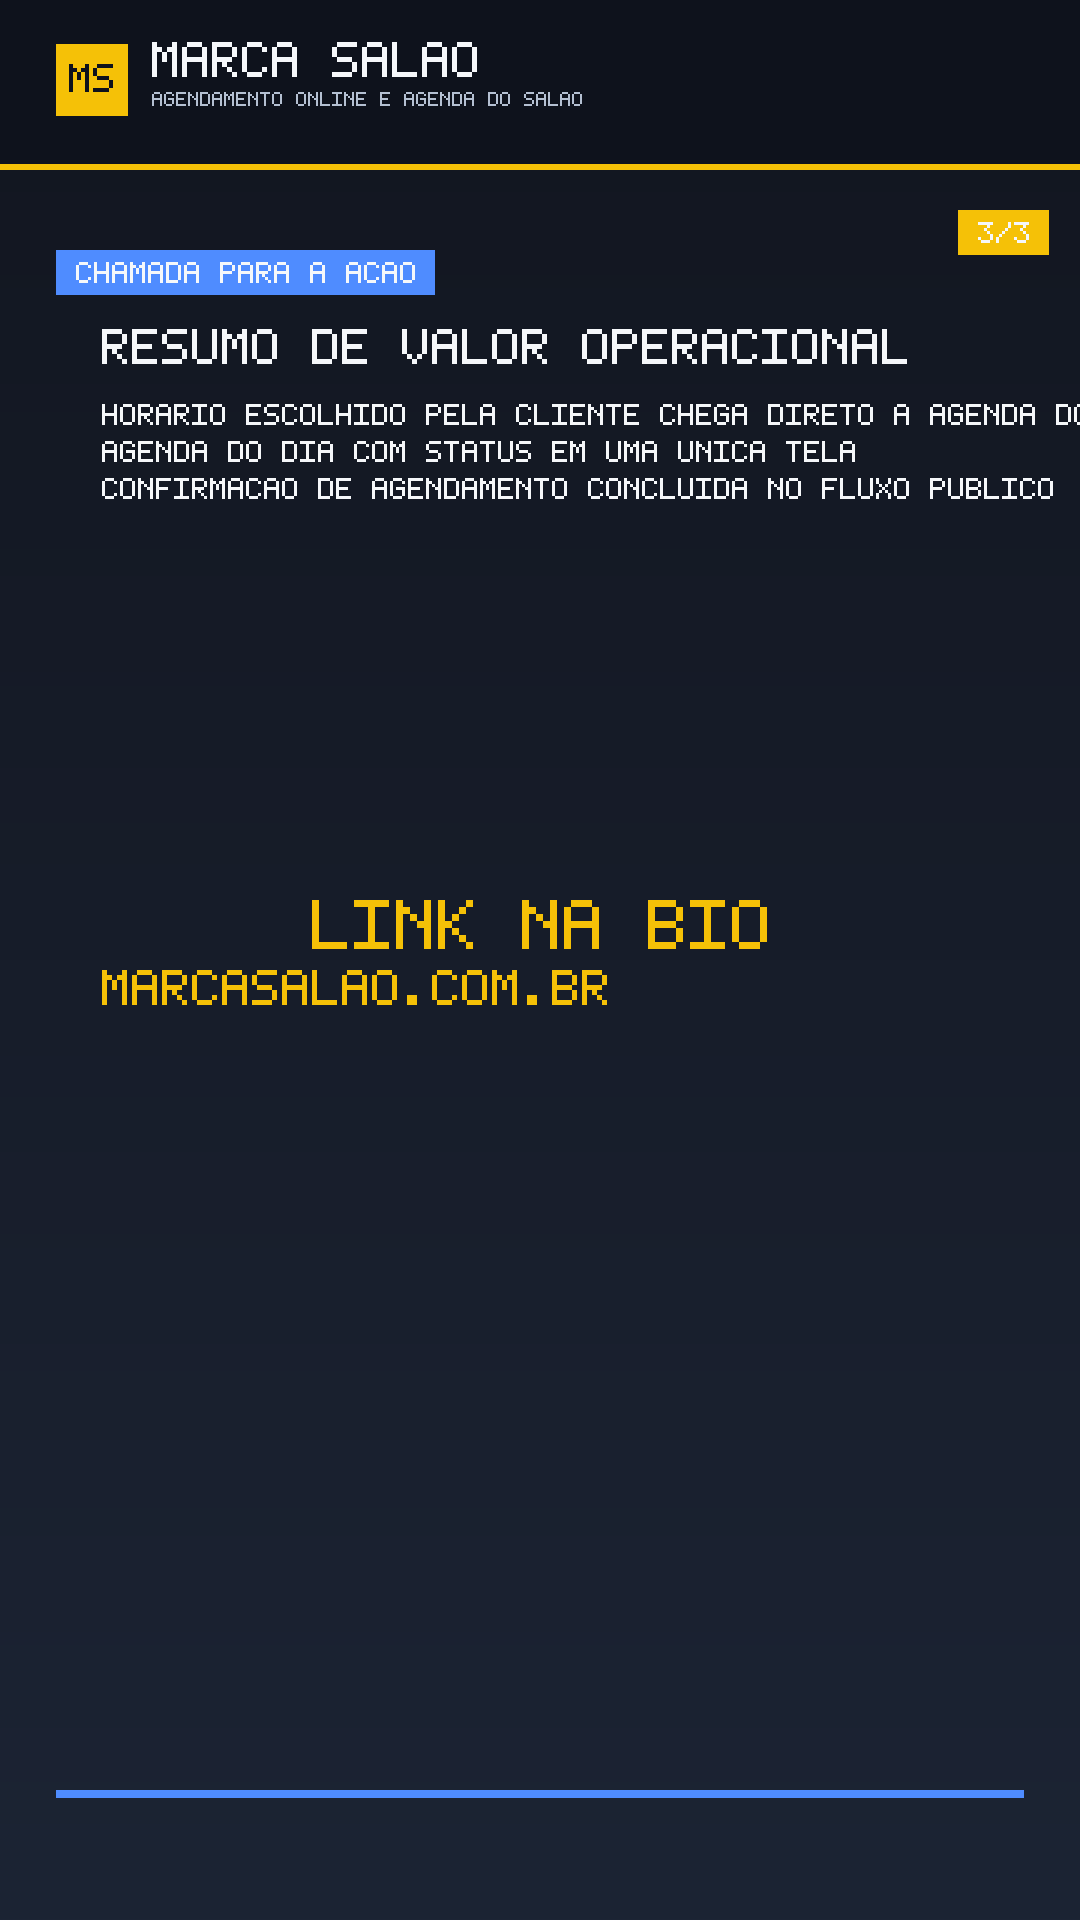 MS
MARCA SALAO
AGENDAMENTO ONLINE E AGENDA DO SALAO
3/3
CHAMADA PARA A ACAO
RESUMO DE VALOR OPERACIONAL
HORARIO ESCOLHIDO PELA CLIENTE CHEGA DIRETO A AGENDA DO
AGENDA DO DIA COM STATUS EM UMA UNICA TELA
CONFIRMACAO DE AGENDAMENTO CONCLUIDA NO FLUXO PUBLICO
LINK NA BIO
MARCASALAO.COM.BR